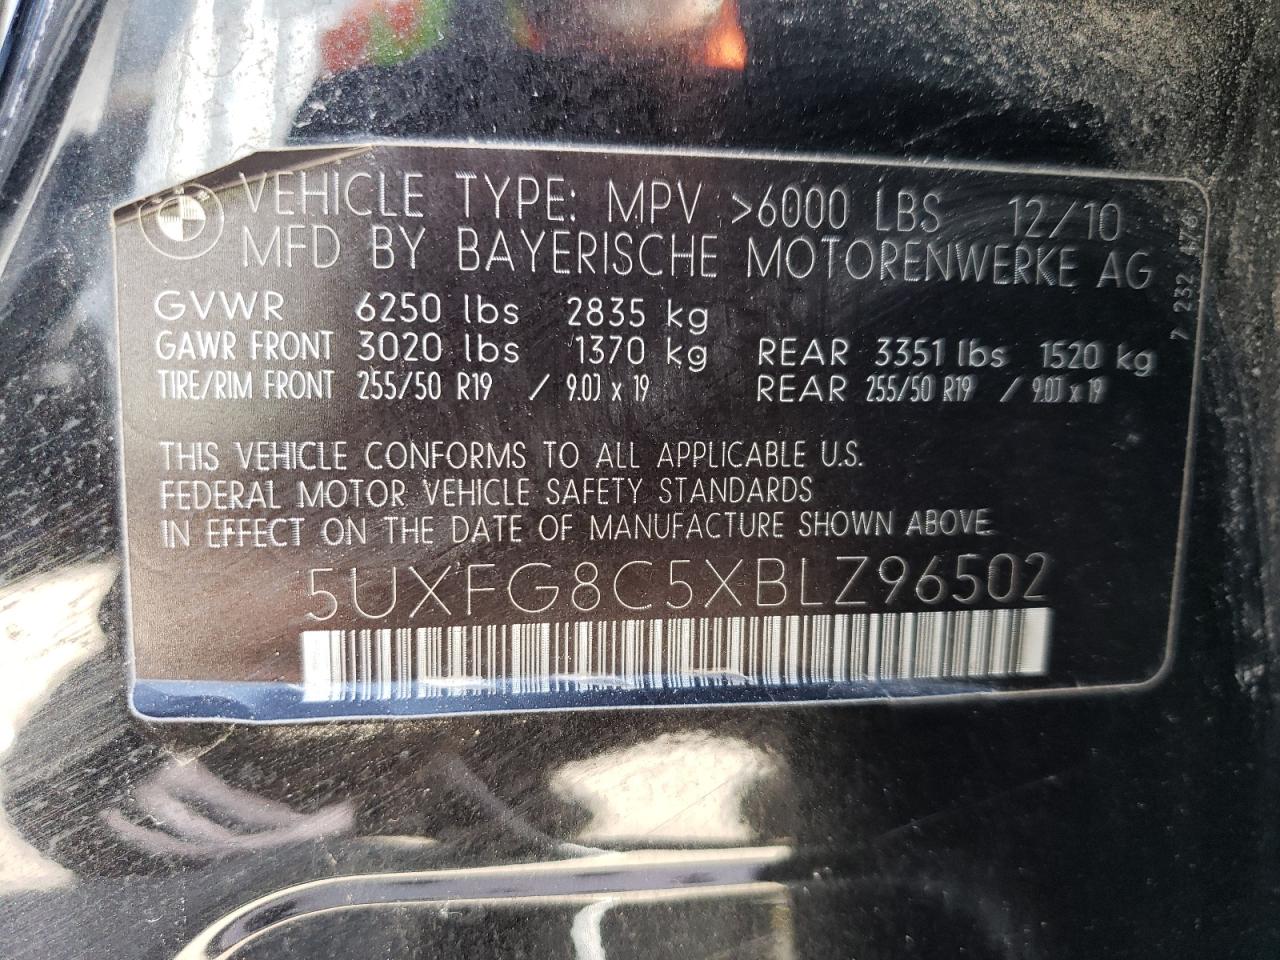 VEHICLE TYPE: MPV >6000 LBS 12/10
MFD BY BAYERISCHE MOTORENWERKE AG
GVWR 6250 lbs 2835 kg
GAWR FRONT 3020 lbs 1370 kg REAR 3351 lbs 1520 kg
TIRE/RIM FRONT 255/50 R19 / 9.0J x 19 REAR 255/50 R19 / 9.0J x 19
THIS VEHICLE CONFORMS TO ALL APPLICABLE U.S.
FEDERAL MOTOR VEHICLE SAFETY STANDARDS
IN EFFECT ON THE DATE OF MANUFACTURE SHOWN ABOVE
5UXFG8C5XBLZ96502
7 232